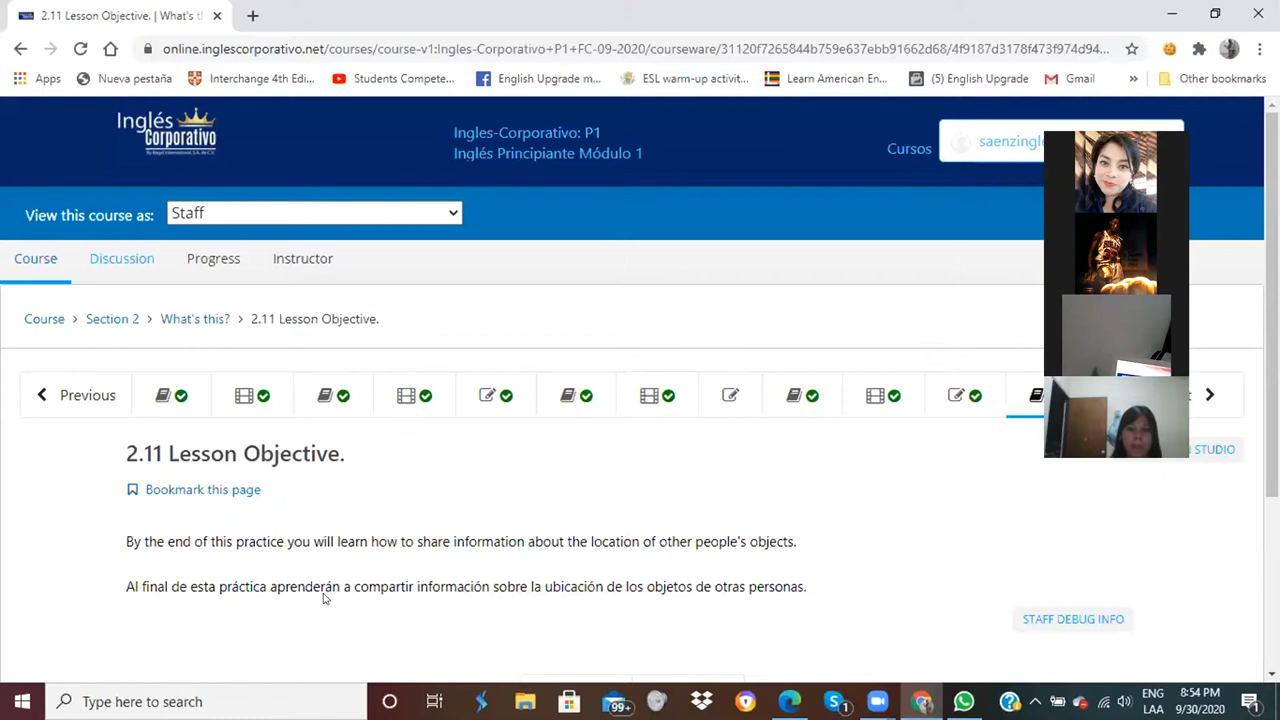 2.11 Lesson Objective. | What's t
online.inglescorporativo.net/courses/course-v1:Ingles-Corporativo+P1+FC-09-2020/courseware/31120f7265844b759e637ebb91662d68/4f9187d3178f473f974d94...
Apps Nueva pestaña Interchange 4th Edi... Students Compete... English Upgrade m... ESL warm-up activit... Learn American En... (5) English Upgrade Gmail » Other bookmarks
Inglés
Corporativo
Ingles-Corporativo: P1
Inglés Principiante Módulo 1
Cursos
saenzingl
View this course as:
Staff
Course Discussion Progress Instructor
Course > Section 2 > What's this? > 2.11 Lesson Objective.
Previous
2.11 Lesson Objective.
STUDIO
Bookmark this page
By the end of this practice you will learn how to share information about the location of other people's objects.
Al final de esta práctica aprenderán a compartir información sobre la ubicación de los objetos de otras personas.
STAFF DEBUG INFO
Type here to search
99+
1
ENG
LAA
8:54 PM
9/30/2020
1